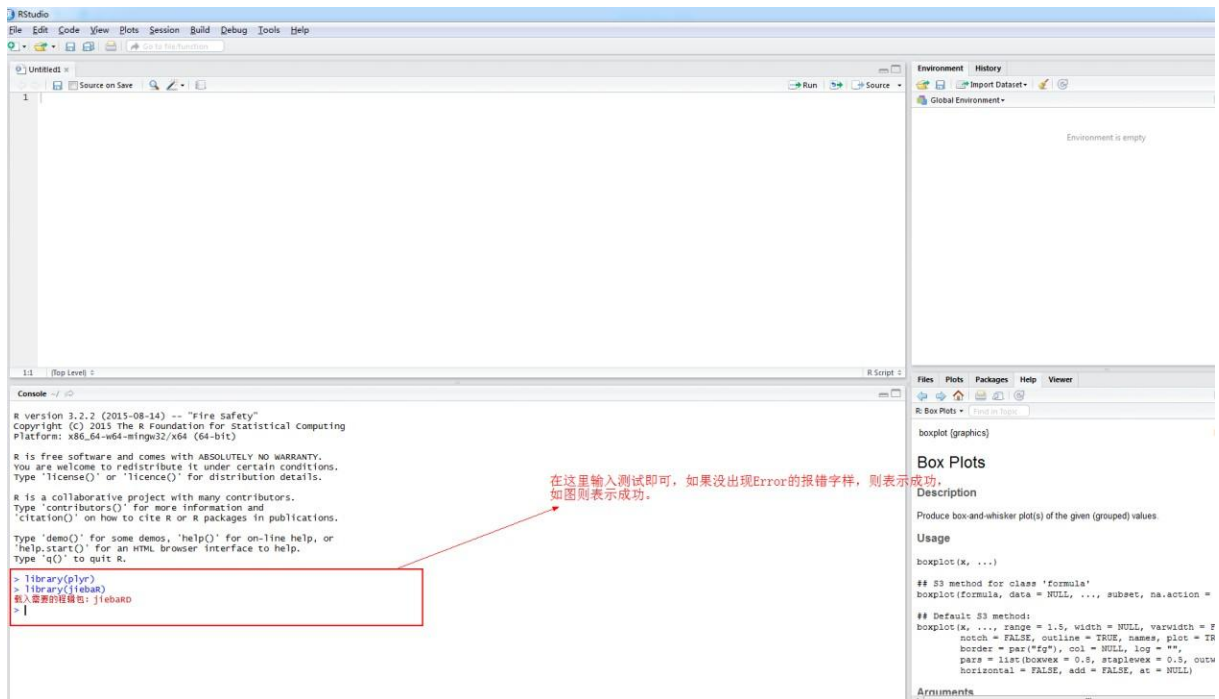 RStudio
File Edit Code View Plots Session Build Debug Tools Help
Go to file/function
Untitled1
Source on Save
Run
Source
1
1:1 (Top Level)
R Script
Console ~/
R version 3.2.2 (2015-08-14) -- "Fire Safety"
Copyright (C) 2015 The R Foundation for Statistical Computing
Platform: x86_64-w64-mingw32/x64 (64-bit)
R is free software and comes with ABSOLUTELY NO WARRANTY.
You are welcome to redistribute it under certain conditions.
Type 'license()' or 'licence()' for distribution details.
R is a collaborative project with many contributors.
Type 'contributors()' for more information and
'citation()' on how to cite R or R packages in publications.
Type 'demo()' for some demos, 'help()' for on-line help, or
'help.start()' for an HTML browser interface to help.
Type 'q()' to quit R.
> library(plyr)
> library(jiebaR)
载入需要的程辑包: jiebaRD
>
在这里输入测试即可，如果没出现Error的报错字样，则表示成功，
如图则表示成功。
Environment History
Import Dataset
Global Environment
Environment is empty
Files Plots Packages Help Viewer
R: Box Plots Find in Topic
boxplot {graphics}
Box Plots
Description
Produce box-and-whisker plot(s) of the given (grouped) values.
Usage
boxplot(x, ...)
## S3 method for class 'formula'
boxplot(formula, data = NULL, ..., subset, na.action =
## Default S3 method:
boxplot(x, ..., range = 1.5, width = NULL, varwidth = F
notch = FALSE, outline = TRUE, names, plot = TR
border = par("fg"), col = NULL, log = "",
pars = list(boxwex = 0.8, staplewex = 0.5, outw
horizontal = FALSE, add = FALSE, at = NULL)
Arguments